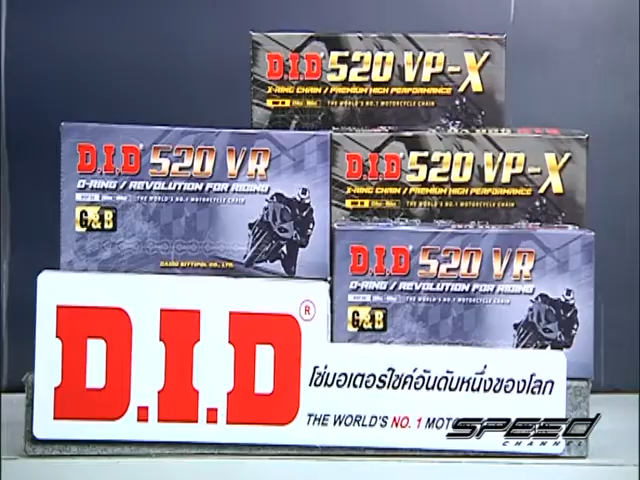 D.I.D 520 VP-X
X-RING CHAIN / PREMIUM HIGH PERFORMANCE
THE WORLD'S NO.1 MOTORCYCLE CHAIN
D.I.D 520 VR
O-RING / REVOLUTION FOR RIDING
THE WORLD'S NO.1 MOTORCYCLE CHAIN
G&B
D.I.D 520 VP-X
X-RING CHAIN / PREMIUM HIGH PERFORMANCE
THE WORLD'S NO.1 MOTORCYCLE CHAIN
D.I.D 520 VR
O-RING / REVOLUTION FOR RIDING
THE WORLD'S NO.1 MOTORCYCLE CHAIN
G&B
D.I.D ®
โซ่มอเตอร์ไซค์อันดับหนึ่งของโลก
THE WORLD'S NO. 1 MOT
SPEED
CHANNEL